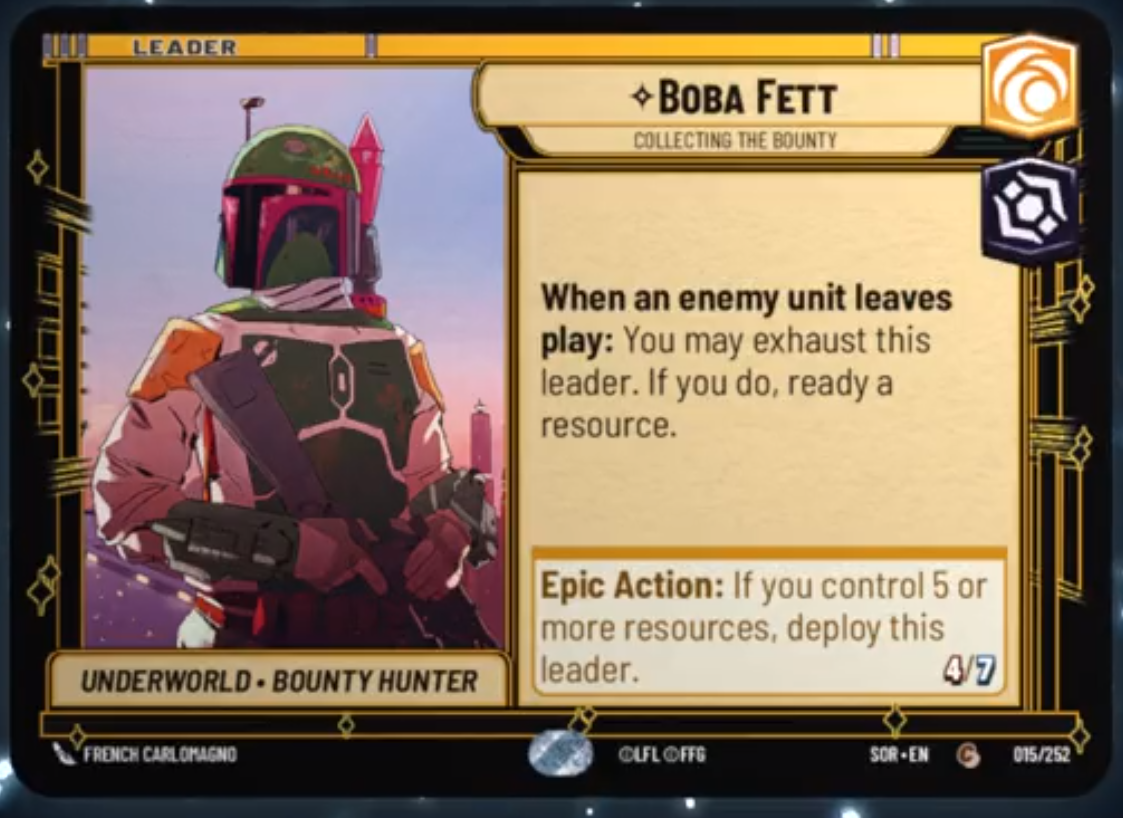 LEADER
BOBA FETT
COLLECTING THE BOUNTY
When an enemy unit leaves
play: You may exhaust this
leader. If you do, ready a
resource.
Epic Action: If you control 5 or
more resources, deploy this
leader.
4/7
UNDERWORLD • BOUNTY HUNTER
FRENCH CARLOMAGNO
©LFL ©FFG
SOR•EN
C
015/252